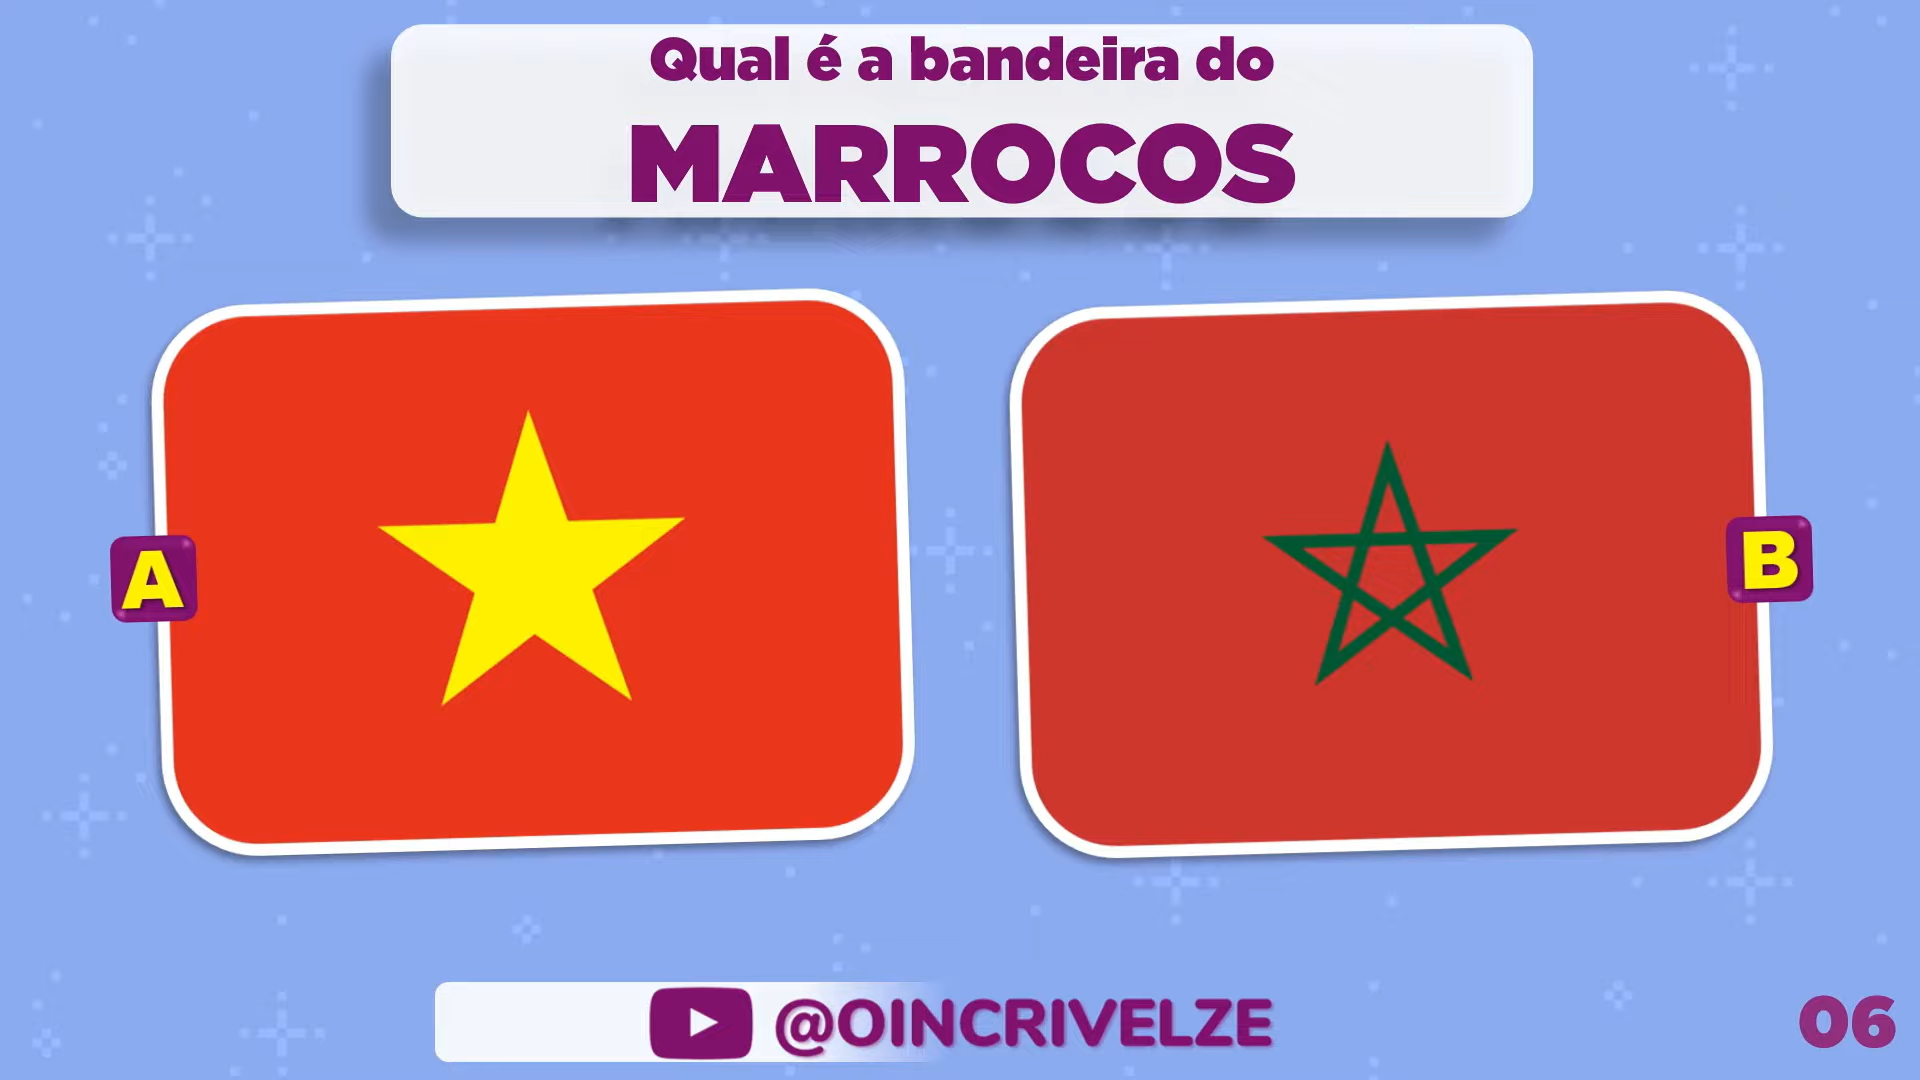 Qual é a bandeira do
MARROCOS
A
B
@OINCRIVELZE
06